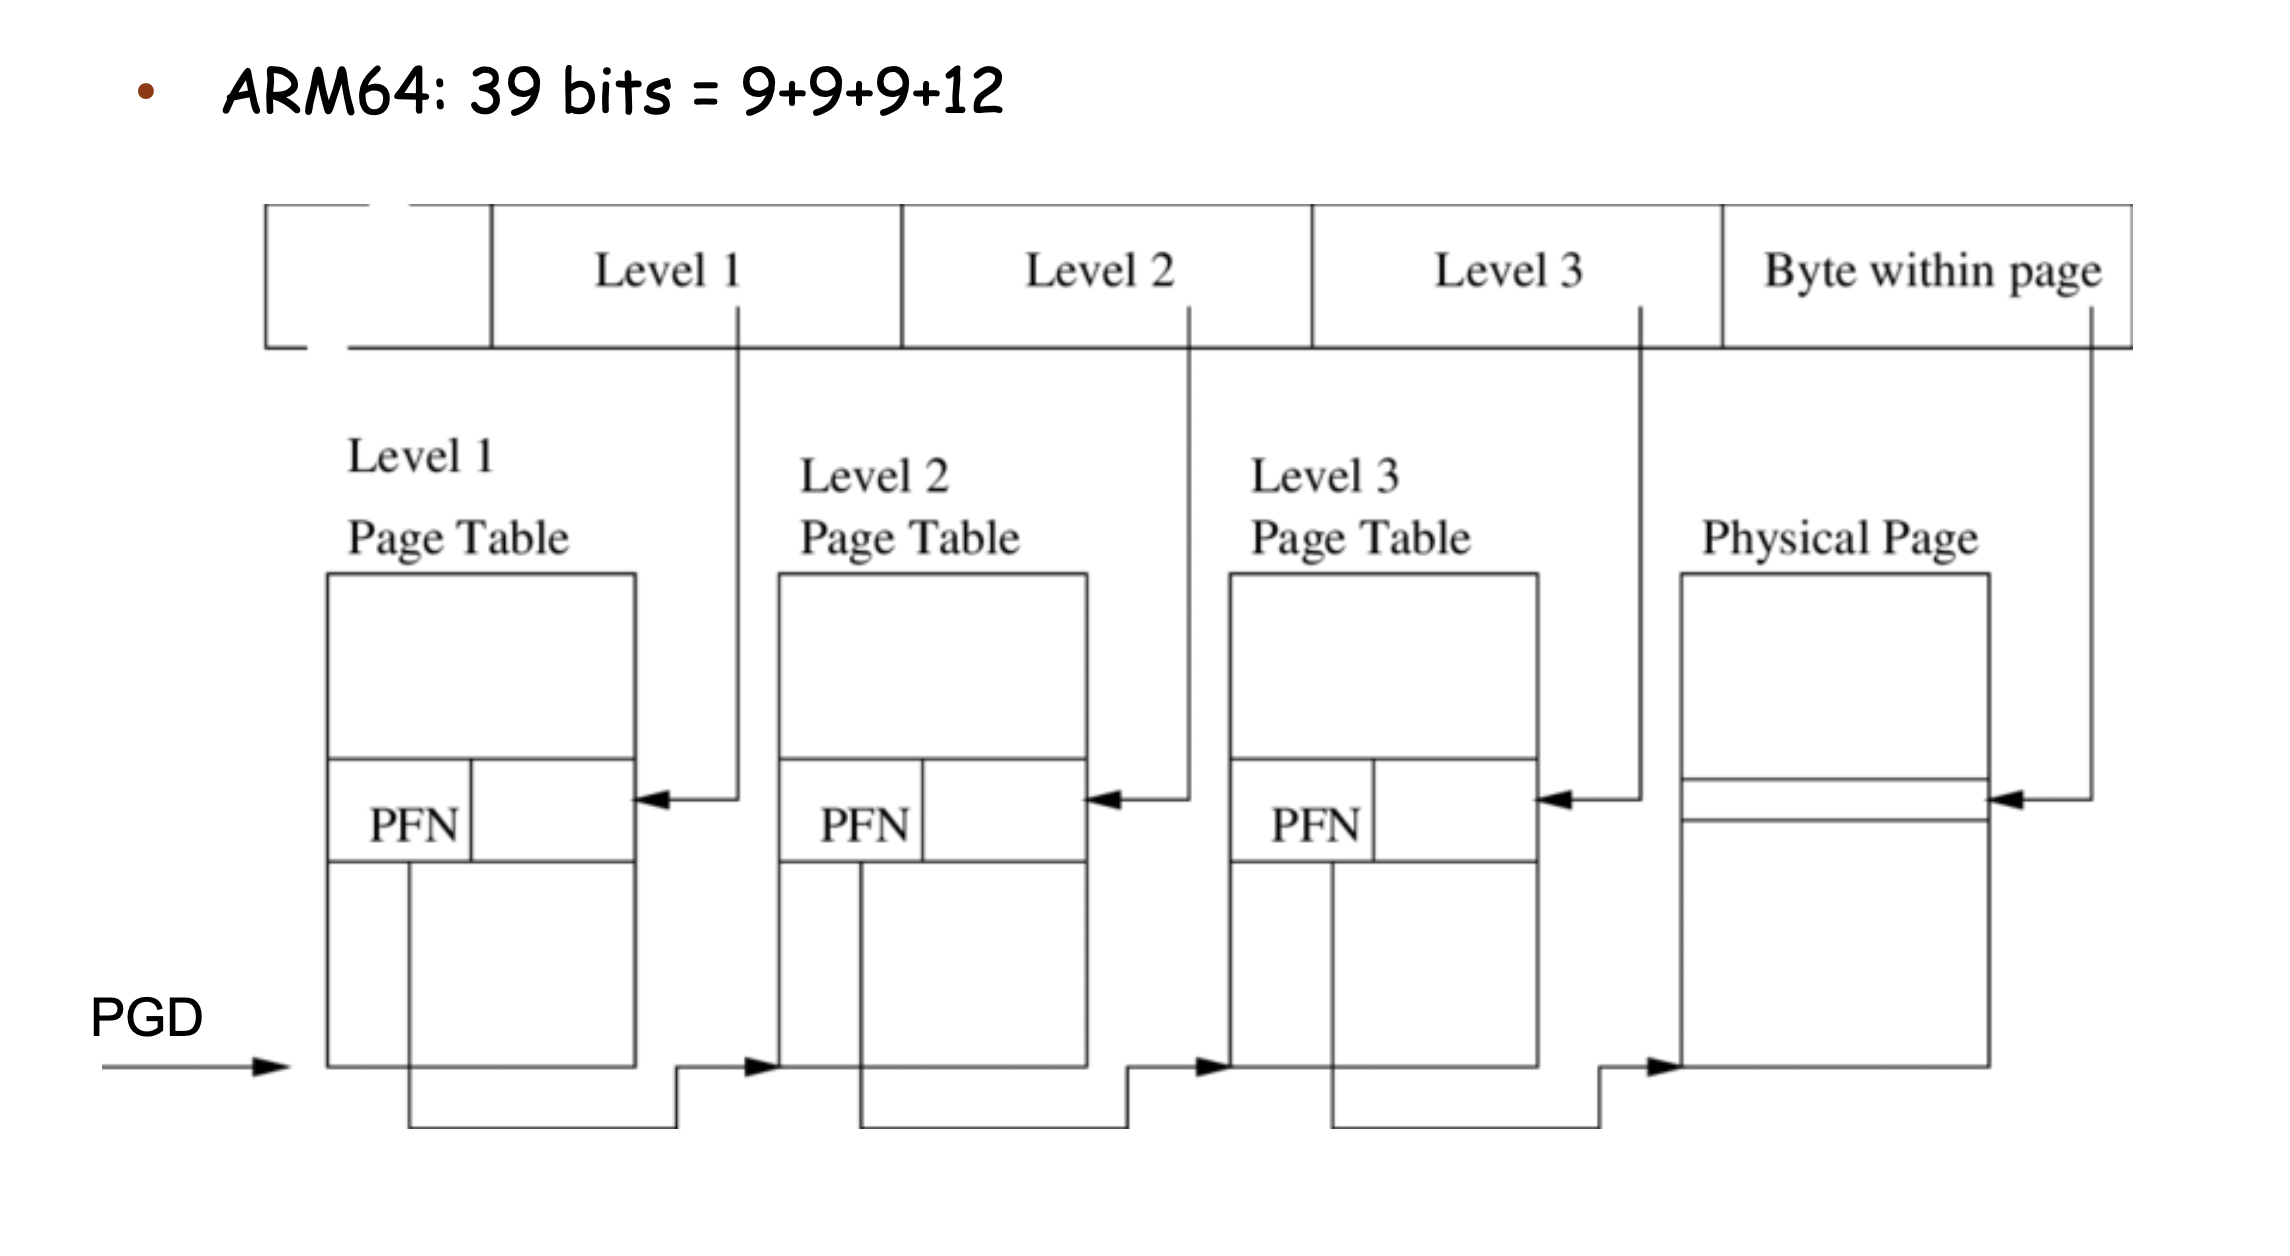 • ARM64: 39 bits = 9+9+9+12
Level 1
Level 2
Level 3
Byte within page
Level 1
Page Table
Level 2
Page Table
Level 3
Page Table
Physical Page
PFN
PFN
PFN
PGD